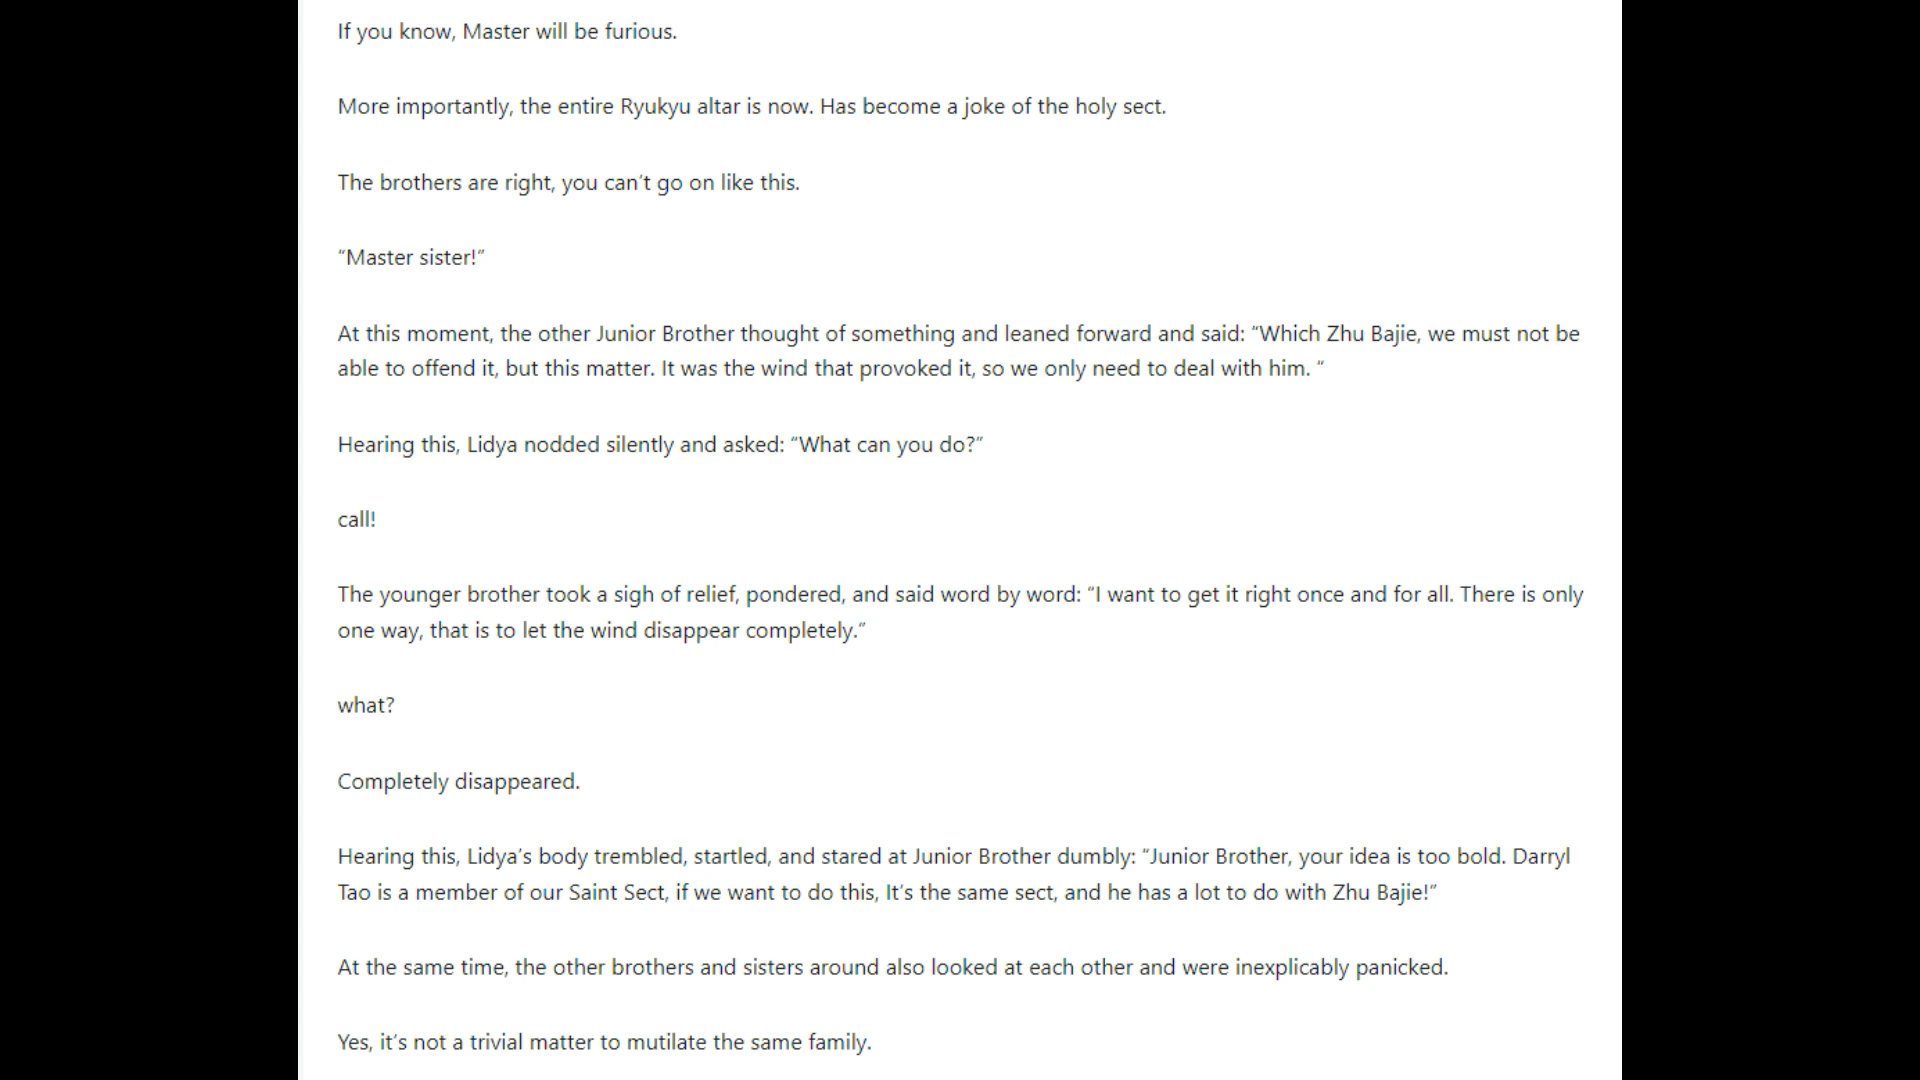 If you know, Master will be furious.
More importantly, the entire Ryukyu altar is now. Has become a joke of the holy sect.
The brothers are right, you can’t go on like this.
“Master sister!”
At this moment, the other Junior Brother thought of something and leaned forward and said: “Which Zhu Bajie, we must not be
able to offend it, but this matter. It was the wind that provoked it, so we only need to deal with him. “
Hearing this, Lidya nodded silently and asked: “What can you do?”
call!
The younger brother took a sigh of relief, pondered, and said word by word: “I want to get it right once and for all. There is only
one way, that is to let the wind disappear completely.”
what?
Completely disappeared.
Hearing this, Lidya’s body trembled, startled, and stared at Junior Brother dumbly: “Junior Brother, your idea is too bold. Darryl
Tao is a member of our Saint Sect, if we want to do this, It’s the same sect, and he has a lot to do with Zhu Bajie!”
At the same time, the other brothers and sisters around also looked at each other and were inexplicably panicked.
Yes, it’s not a trivial matter to mutilate the same family.